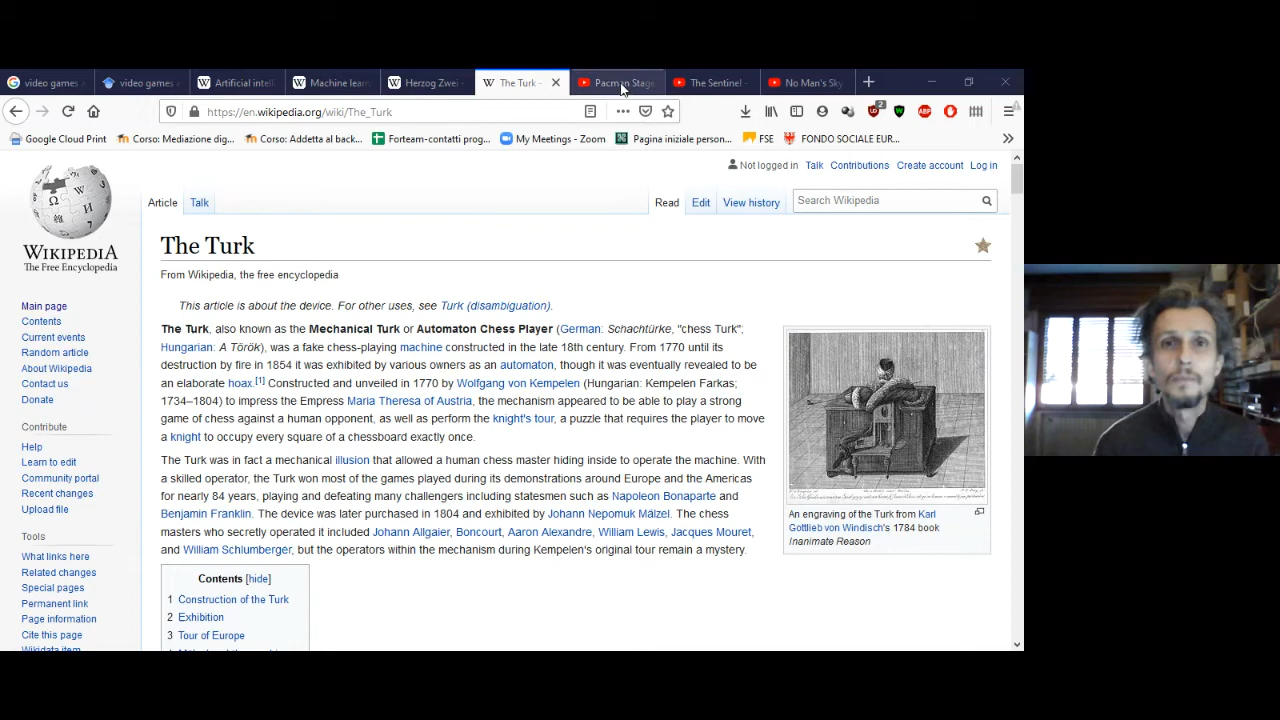 video games
video games
Artificial intell
Machine lear
Herzog Zwei -
The Turk -
Pacman Stage
The Sentinel -
No Man's Sky
https://en.wikipedia.org/wiki/The_Turk
2
Google Cloud Print
Corso: Mediazione dig...
Corso: Addetta al back...
Forteam-contatti prog...
My Meetings - Zoom
Pagina iniziale person...
FSE
FONDO SOCIALE EUR...
Not logged in Talk Contributions Create account Log in
Article Talk
Read Edit View history
Search Wikipedia
WIKIPEDIA
The Free Encyclopedia
Main page
Contents
Current events
Random article
About Wikipedia
Contact us
Donate
Contribute
Help
Learn to edit
Community portal
Recent changes
Upload file
Tools
What links here
Related changes
Special pages
Permanent link
Page information
Cite this page
Wikidata item
The Turk
From Wikipedia, the free encyclopedia
This article is about the device. For other uses, see Turk (disambiguation).
The Turk, also known as the Mechanical Turk or Automaton Chess Player (German: Schachtürke, "chess Turk";
Hungarian: A Török), was a fake chess-playing machine constructed in the late 18th century. From 1770 until its
destruction by fire in 1854 it was exhibited by various owners as an automaton, though it was eventually revealed to be
an elaborate hoax.[1] Constructed and unveiled in 1770 by Wolfgang von Kempelen (Hungarian: Kempelen Farkas;
1734–1804) to impress the Empress Maria Theresa of Austria, the mechanism appeared to be able to play a strong
game of chess against a human opponent, as well as perform the knight's tour, a puzzle that requires the player to move
a knight to occupy every square of a chessboard exactly once.
The Turk was in fact a mechanical illusion that allowed a human chess master hiding inside to operate the machine. With
a skilled operator, the Turk won most of the games played during its demonstrations around Europe and the Americas
for nearly 84 years, playing and defeating many challengers including statesmen such as Napoleon Bonaparte and
Benjamin Franklin. The device was later purchased in 1804 and exhibited by Johann Nepomuk Mälzel. The chess
masters who secretly operated it included Johann Allgaier, Boncourt, Aaron Alexandre, William Lewis, Jacques Mouret,
and William Schlumberger, but the operators within the mechanism during Kempelen's original tour remain a mystery.
An engraving of the Turk from Karl
Gottlieb von Windisch's 1784 book
Inanimate Reason
Contents [hide]
1 Construction of the Turk
2 Exhibition
3 Tour of Europe